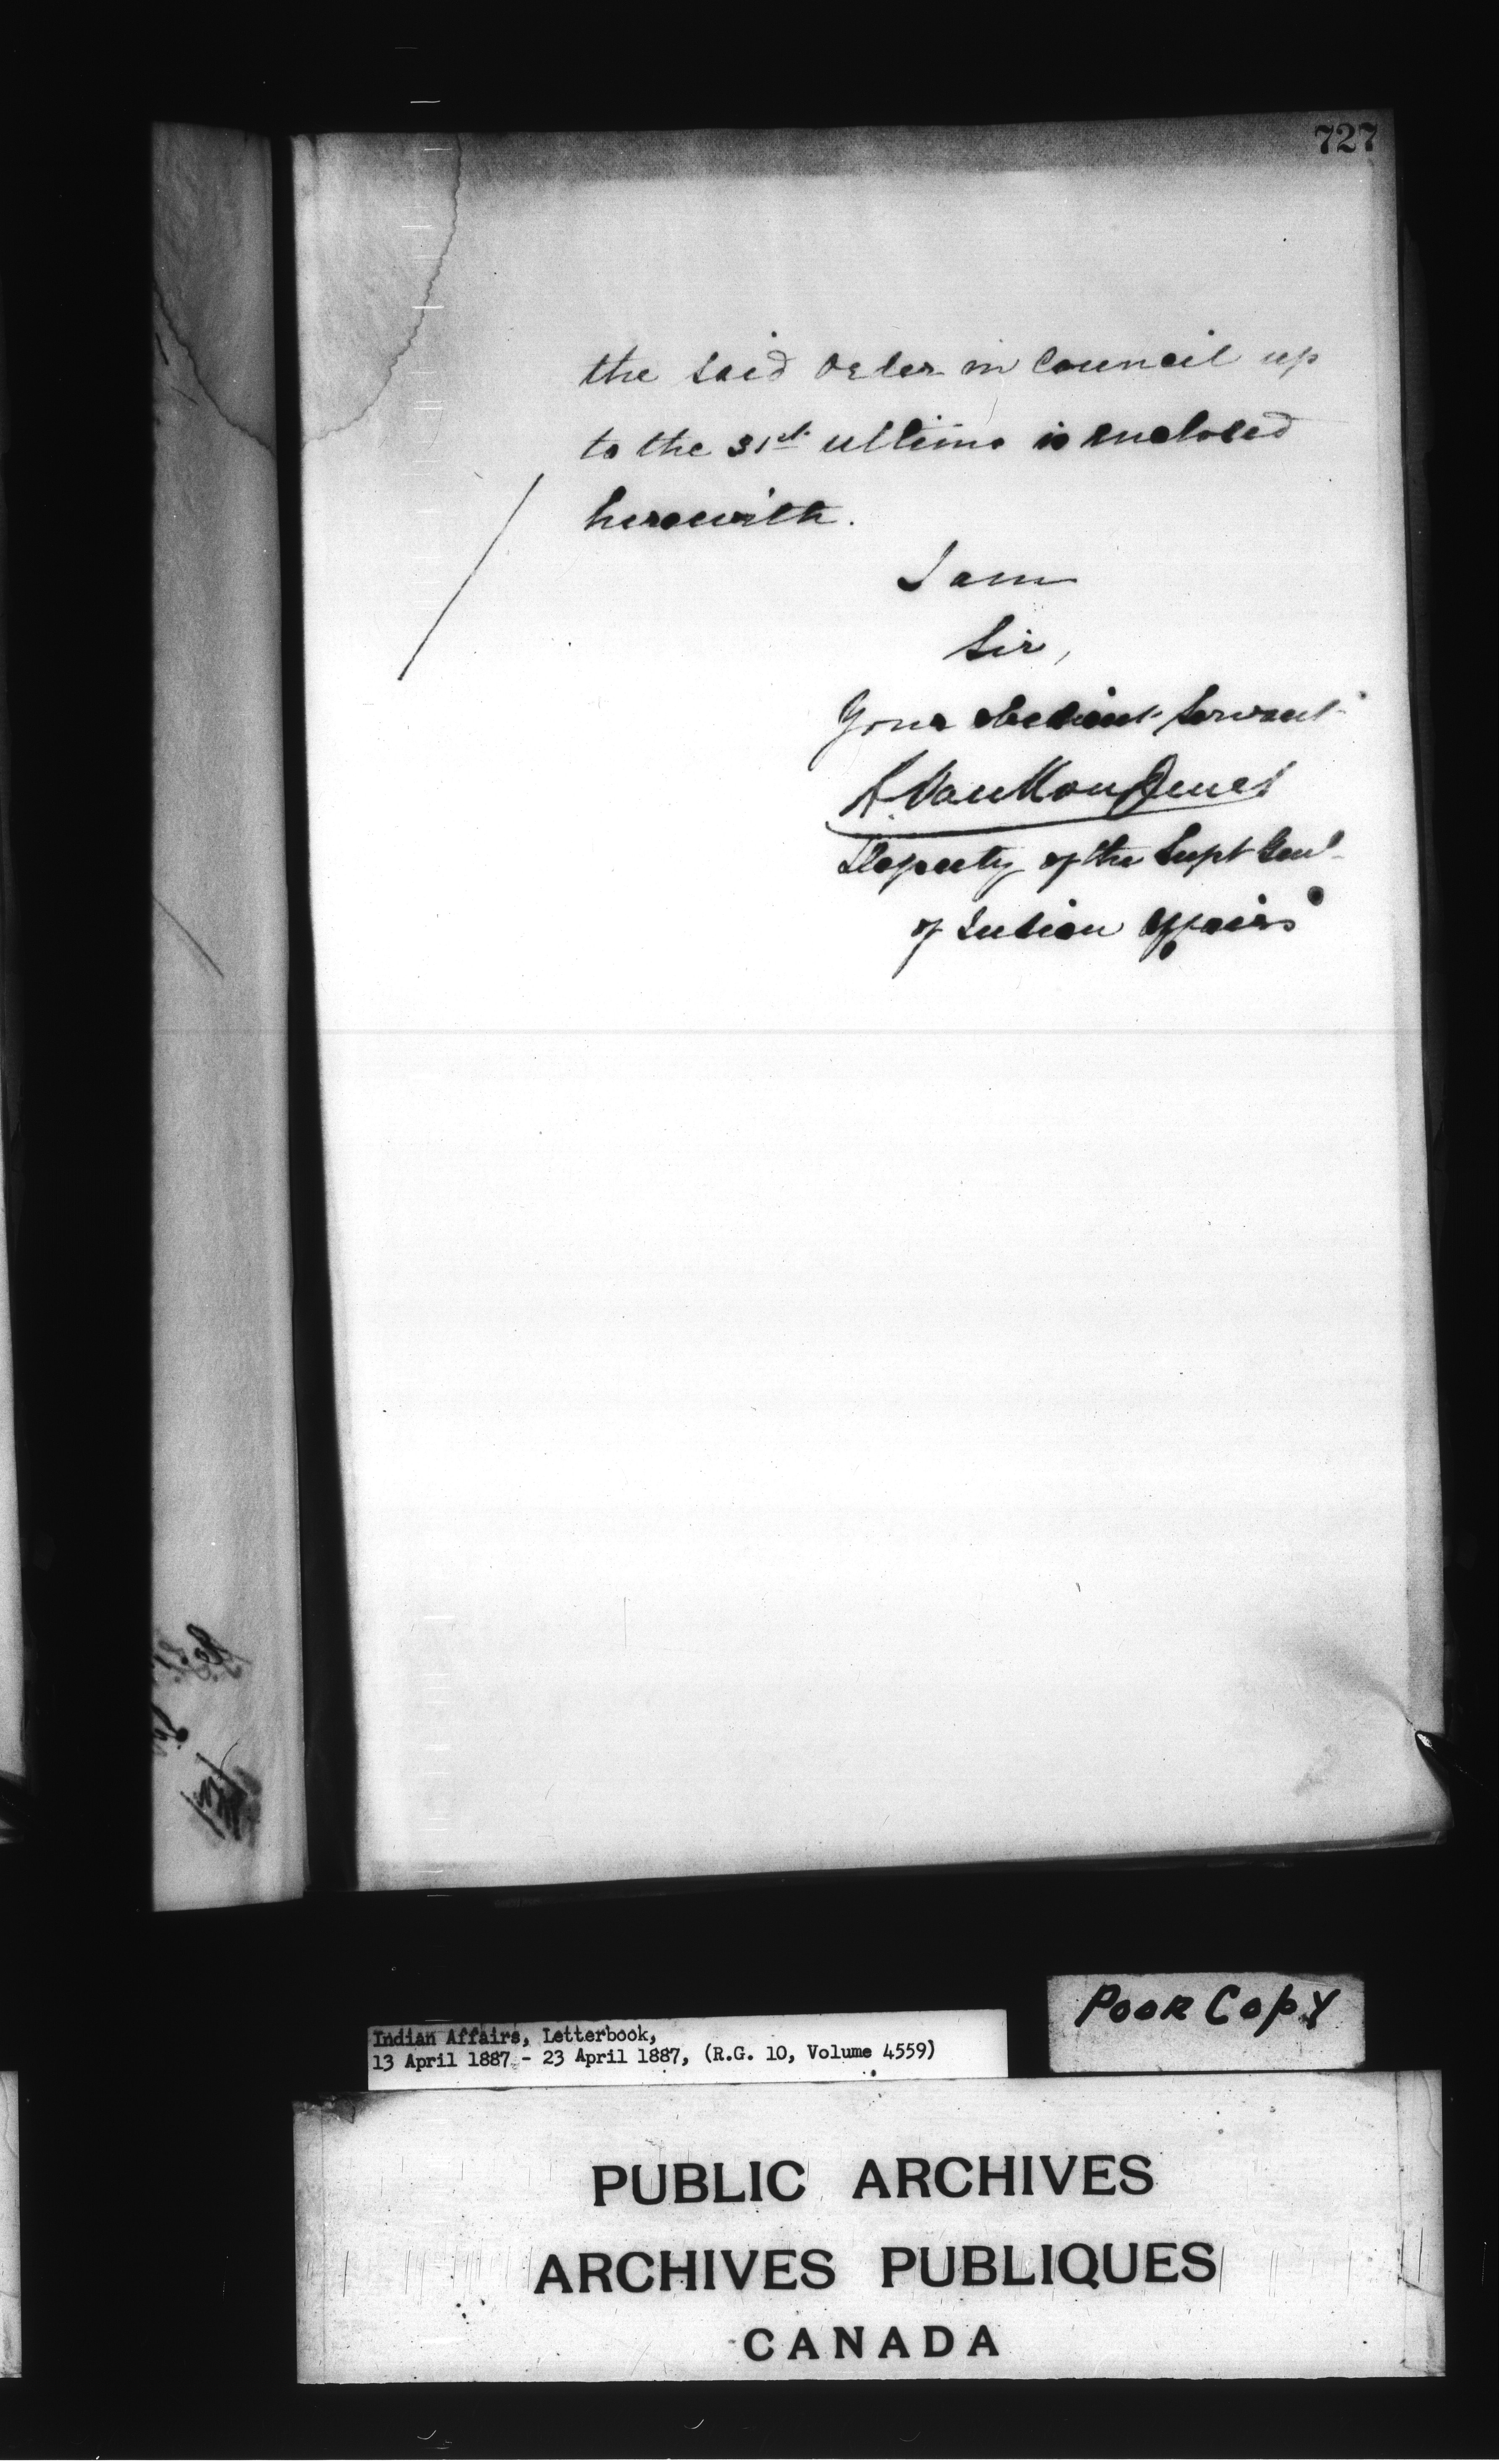 727
the said Order in Council up
to the 31st ultimo is enclosed
herewith.
I am
Sir,
Your obedient Servant
L. VanKoughnet
Deputy of the Supt Genl
of Indian Affairs
Poor Copy
Indian Affairs, Letterbook,
13 April 1887 - 23 April 1887, (R.G. 10, Volume 4559)
PUBLIC ARCHIVES
ARCHIVES PUBLIQUES
CANADA